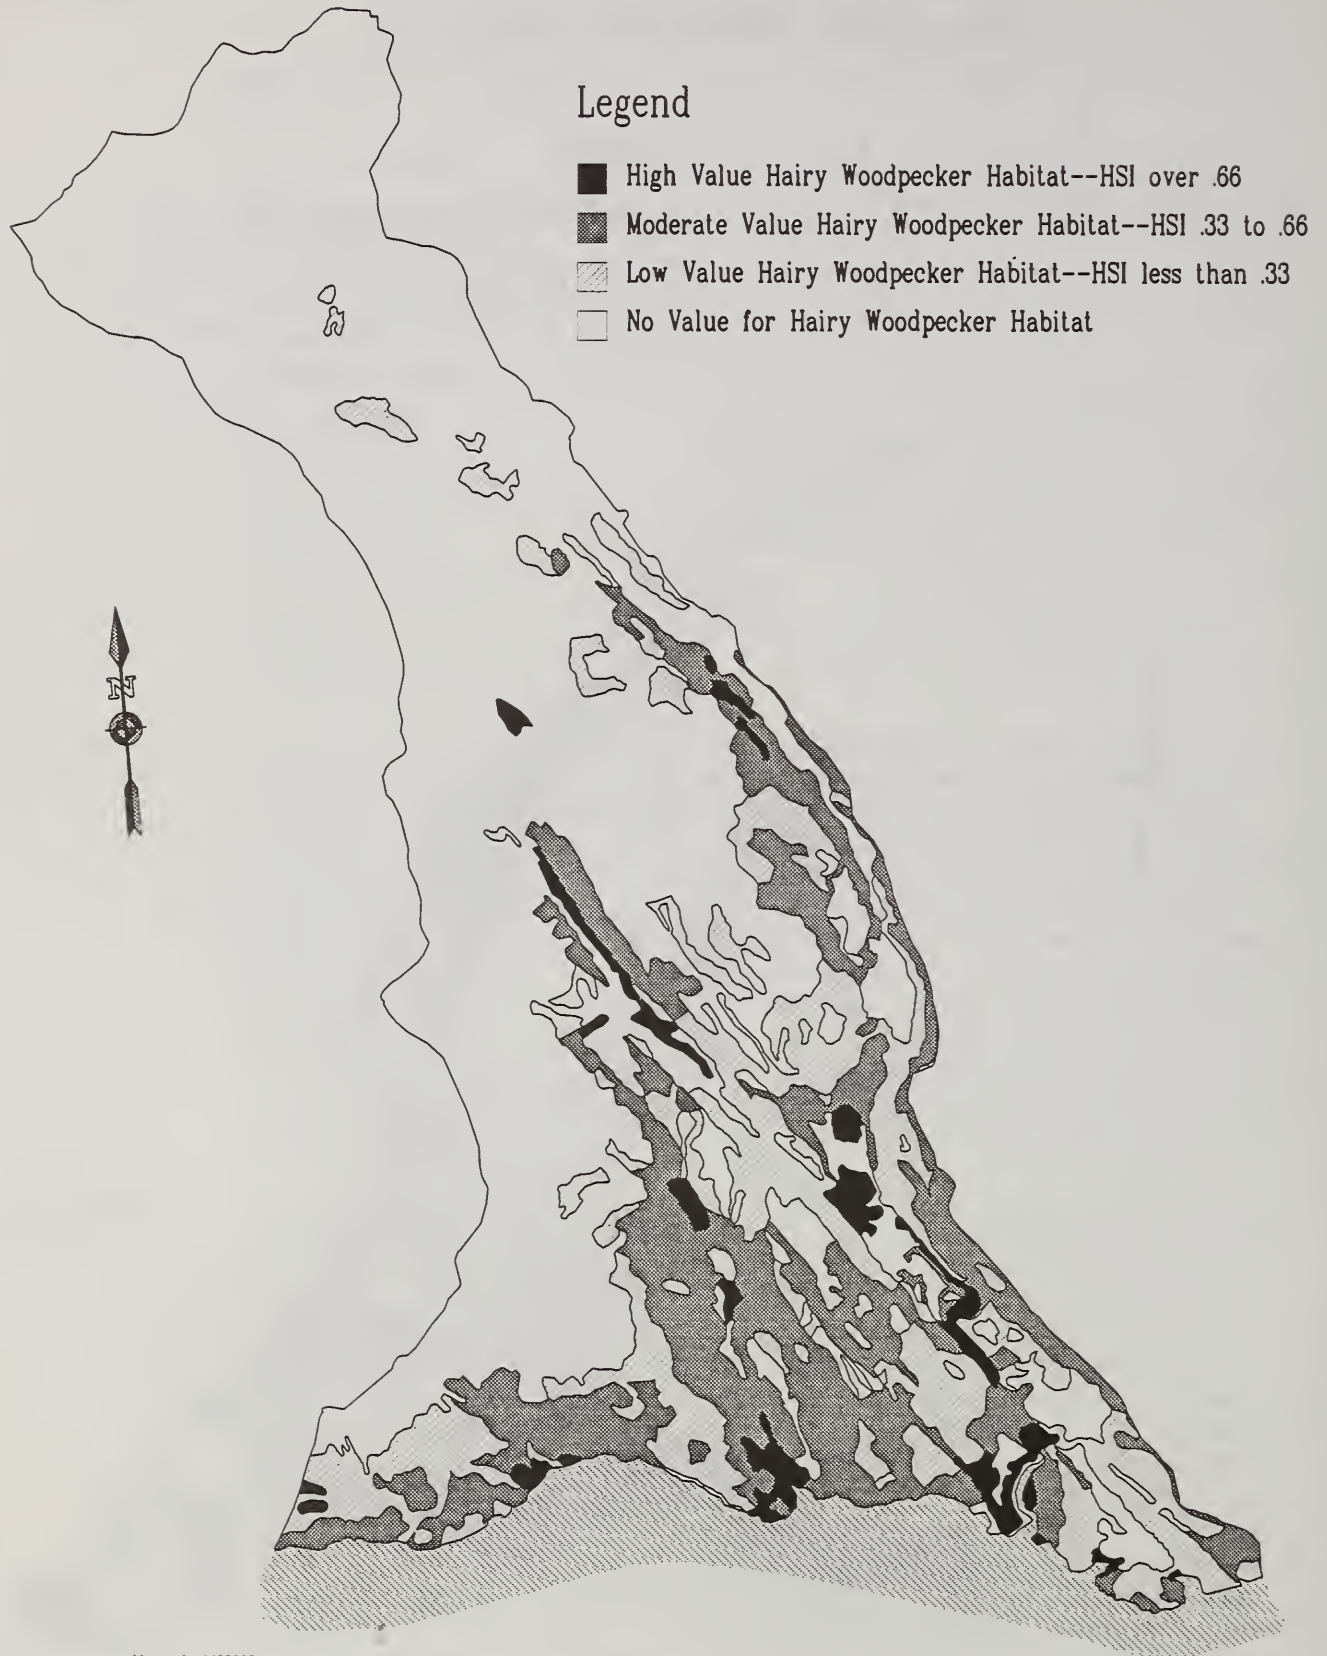 Legend
High Value Hairy Woodpecker Habitat--HSI over .66
Moderate Value Hairy Woodpecker Habitat--HSI .33 to .66
Low Value Hairy Woodpecker Habitat--HSI less than .33
No Value for Hairy Woodpecker Habitat
N